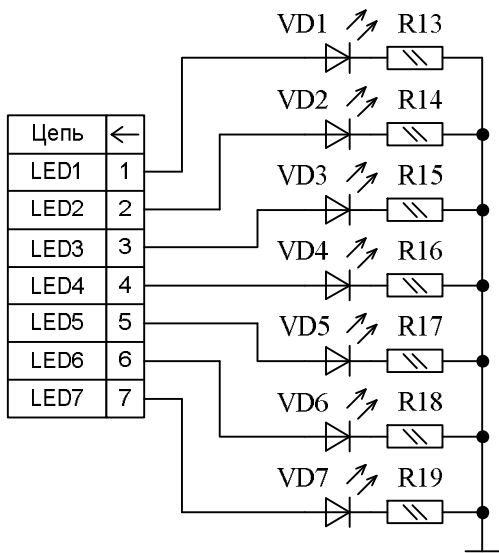 VD1 R13
VD2 R14
Цепь ←
LED1 1
VD3 R15
LED2 2
LED3 3
VD4 R16
LED4 4
LED5 5
VD5 R17
LED6 6
VD6 R18
LED7 7
VD7 R19